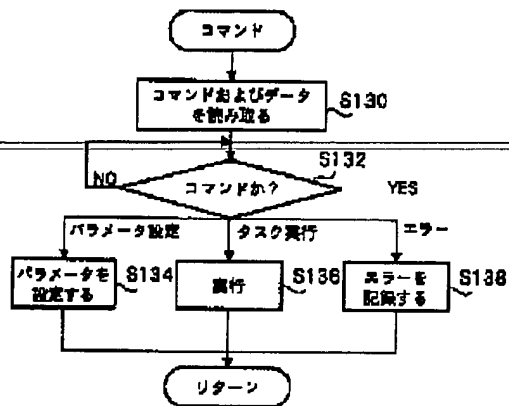 コマンド
コマンドおよびデータ
を読み取る
S130
S132
NO
コマンドか?
YES
パラメータ設定
タスク実行
エラー
パラメータを
設定する
S134
実行
S136
エラーを
記録する
S138
リターン